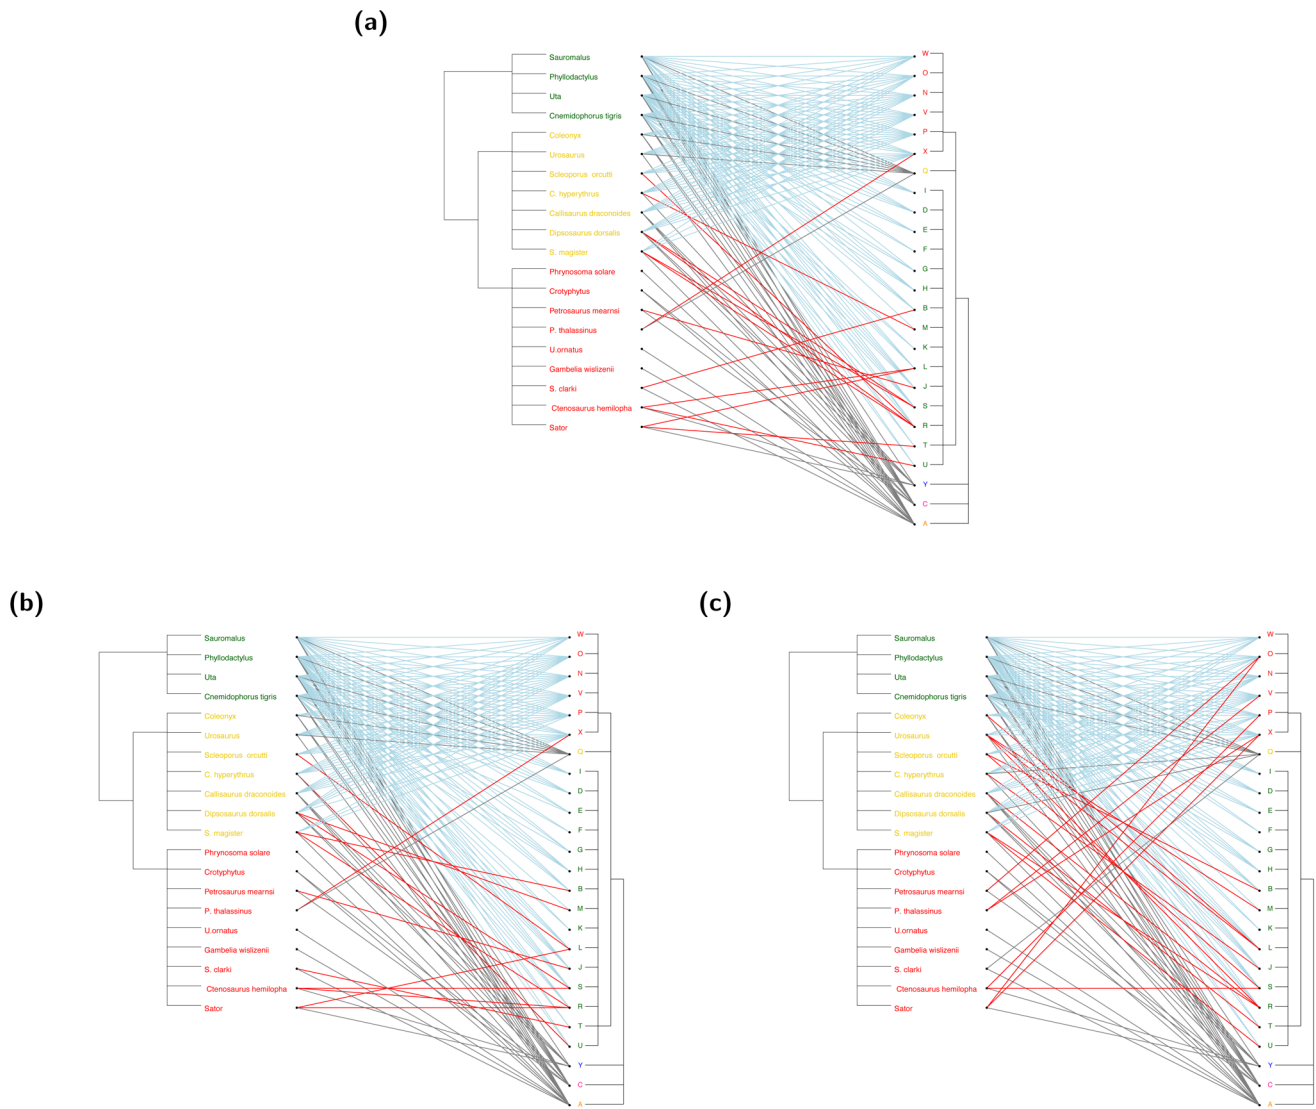 (a)
Sauromalus
Phyllodactylus
Uta
Cnemidophorus tigris
Coleonyx
Urosaurus
Scleoporus orcutti
C. hyperythrus
Callisaurus draconoides
Dipsosaurus dorsalis
S. magister
Phrynosoma solare
Crotyphytus
Petrosaurus mearnsi
P. thalassinus
U.ornatus
Gambelia wislizenii
S. clarki
Ctenosaurus hemilopha
Sator
W
O
N
V
P
X
Q
I
D
E
F
G
H
B
M
K
L
J
S
R
T
U
Y
C
A
(b)
Sauromalus
Phyllodactylus
Uta
Cnemidophorus tigris
Coleonyx
Urosaurus
Scleoporus orcutti
C. hyperythrus
Callisaurus draconoides
Dipsosaurus dorsalis
S. magister
Phrynosoma solare
Crotyphytus
Petrosaurus mearnsi
P. thalassinus
U.ornatus
Gambelia wislizenii
S. clarki
Ctenosaurus hemilopha
Sator
W
O
N
V
P
X
Q
I
D
E
F
G
H
B
M
K
L
J
S
R
T
U
Y
C
A
(c)
Sauromalus
Phyllodactylus
Uta
Cnemidophorus tigris
Coleonyx
Urosaurus
Scleoporus orcutti
C. hyperythrus
Callisaurus draconoides
Dipsosaurus dorsalis
S. magister
Phrynosoma solare
Crotyphytus
Petrosaurus mearnsi
P. thalassinus
U.ornatus
Gambelia wislizenii
S. clarki
Ctenosaurus hemilopha
Sator
W
O
N
V
P
X
Q
I
D
E
F
G
H
B
M
K
L
J
S
R
T
U
Y
C
A